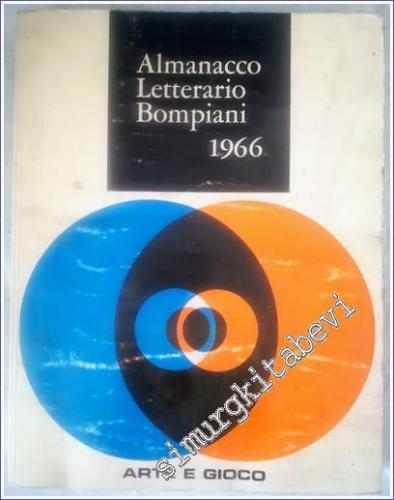 Almanacco
Letterario
Bompiani
1966
simurgkitabevi
ARTE E GIOCO